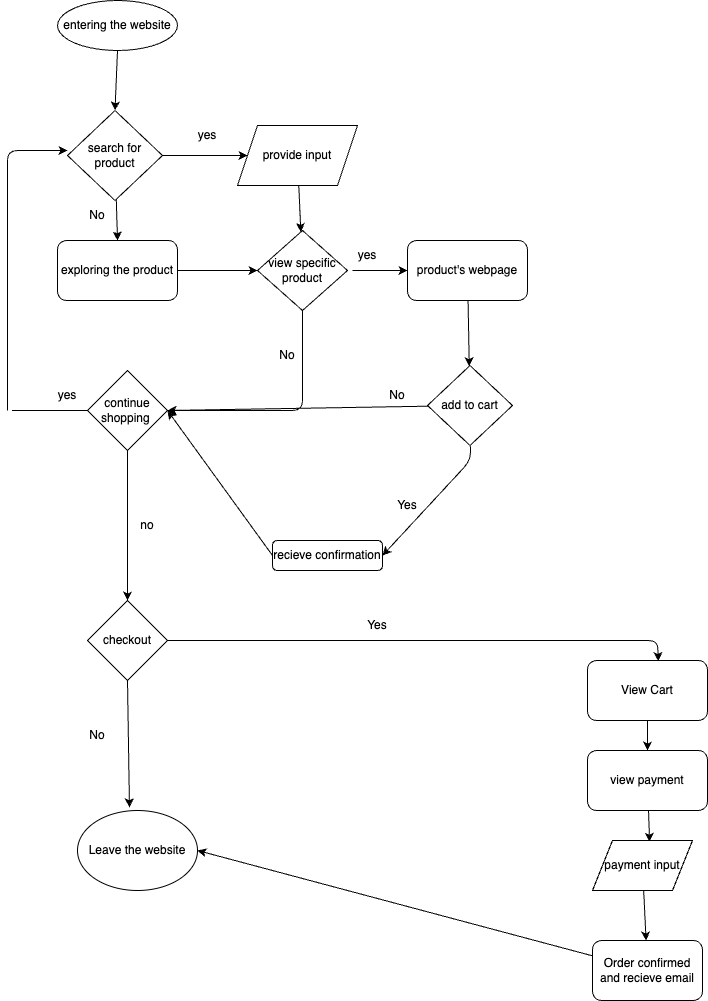 entering the website
search for
product
yes
provide input
No
exploring the product
view specific
product
yes
product's webpage
No
continue
shopping
yes
No
add to cart
Yes
no
recieve confirmation
checkout
Yes
View Cart
No
view payment
Leave the website
payment input
Order confirmed
and recieve email